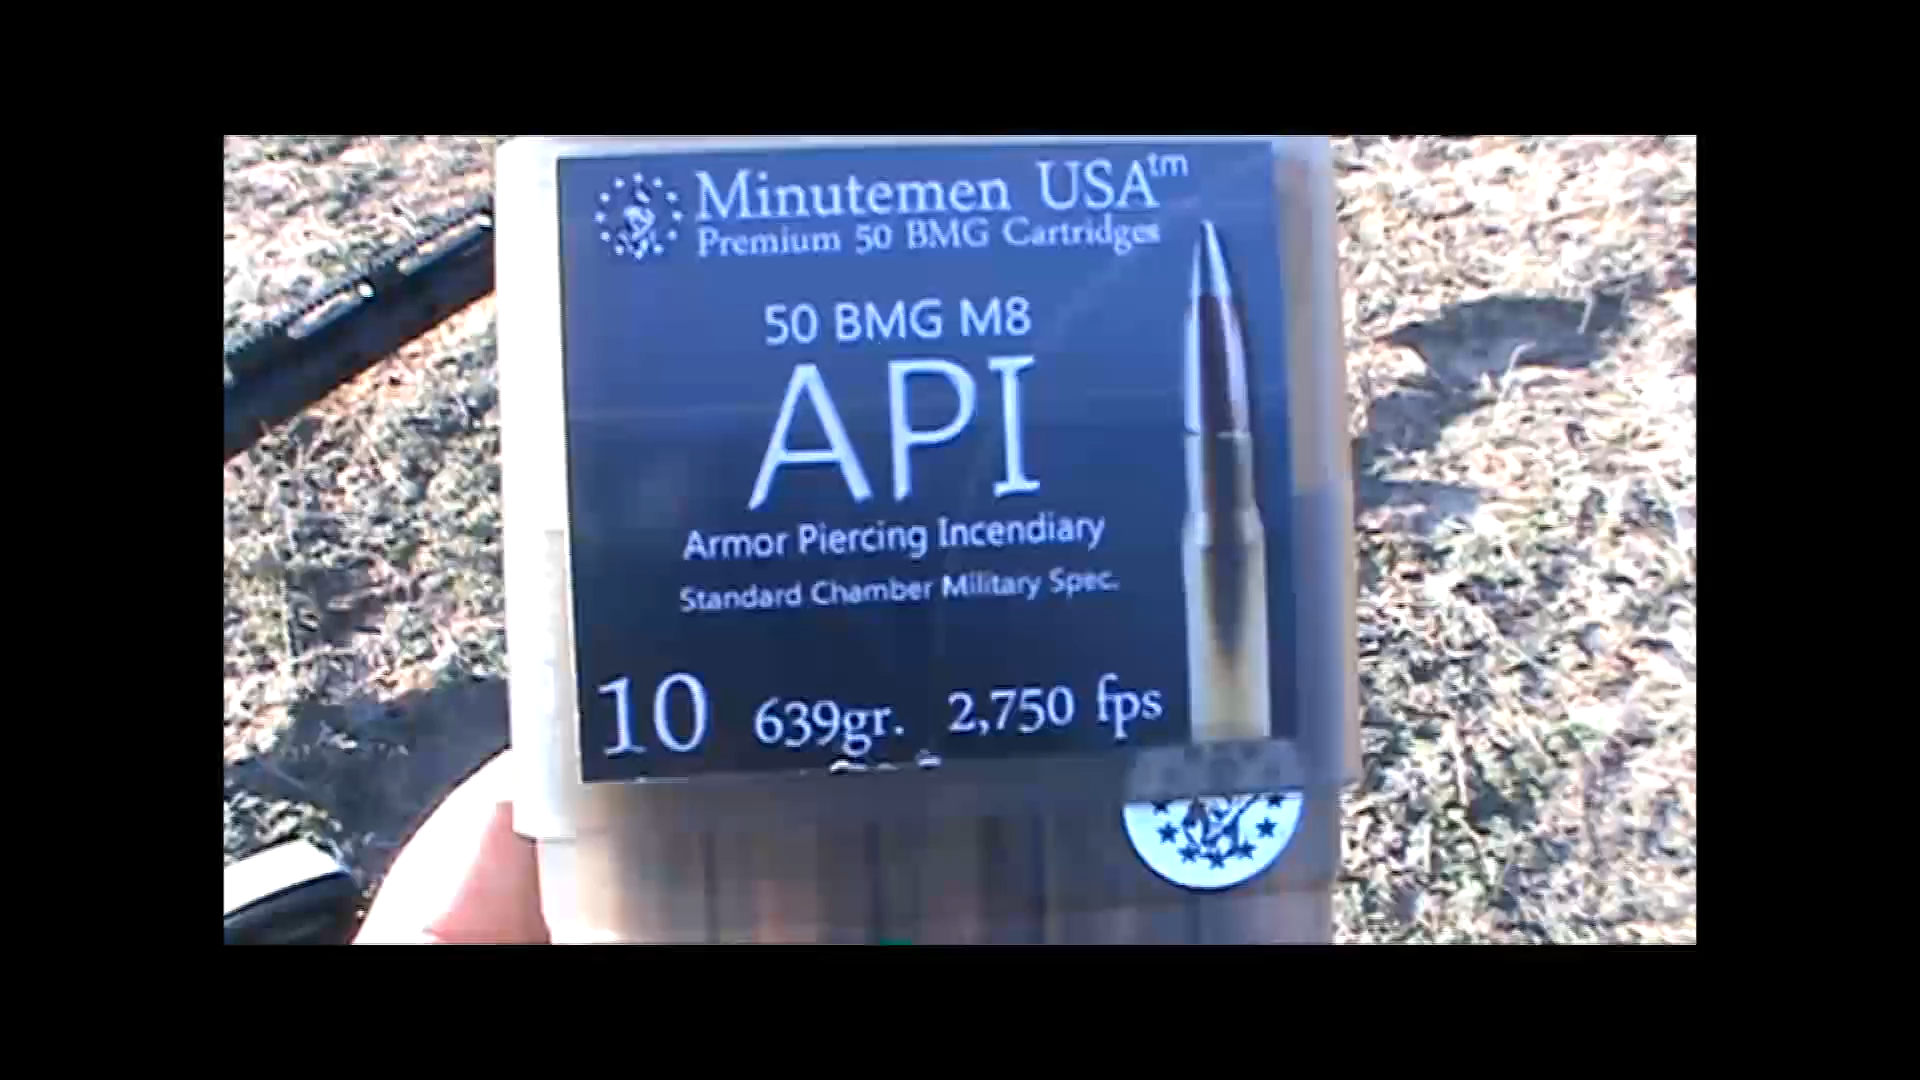 Minutemen USA™
Premium 50 BMG Cartridges
50 BMG M8
API
Armor Piercing Incendiary
Standard Chamber Military Spec.
10 639gr. 2,750 fps